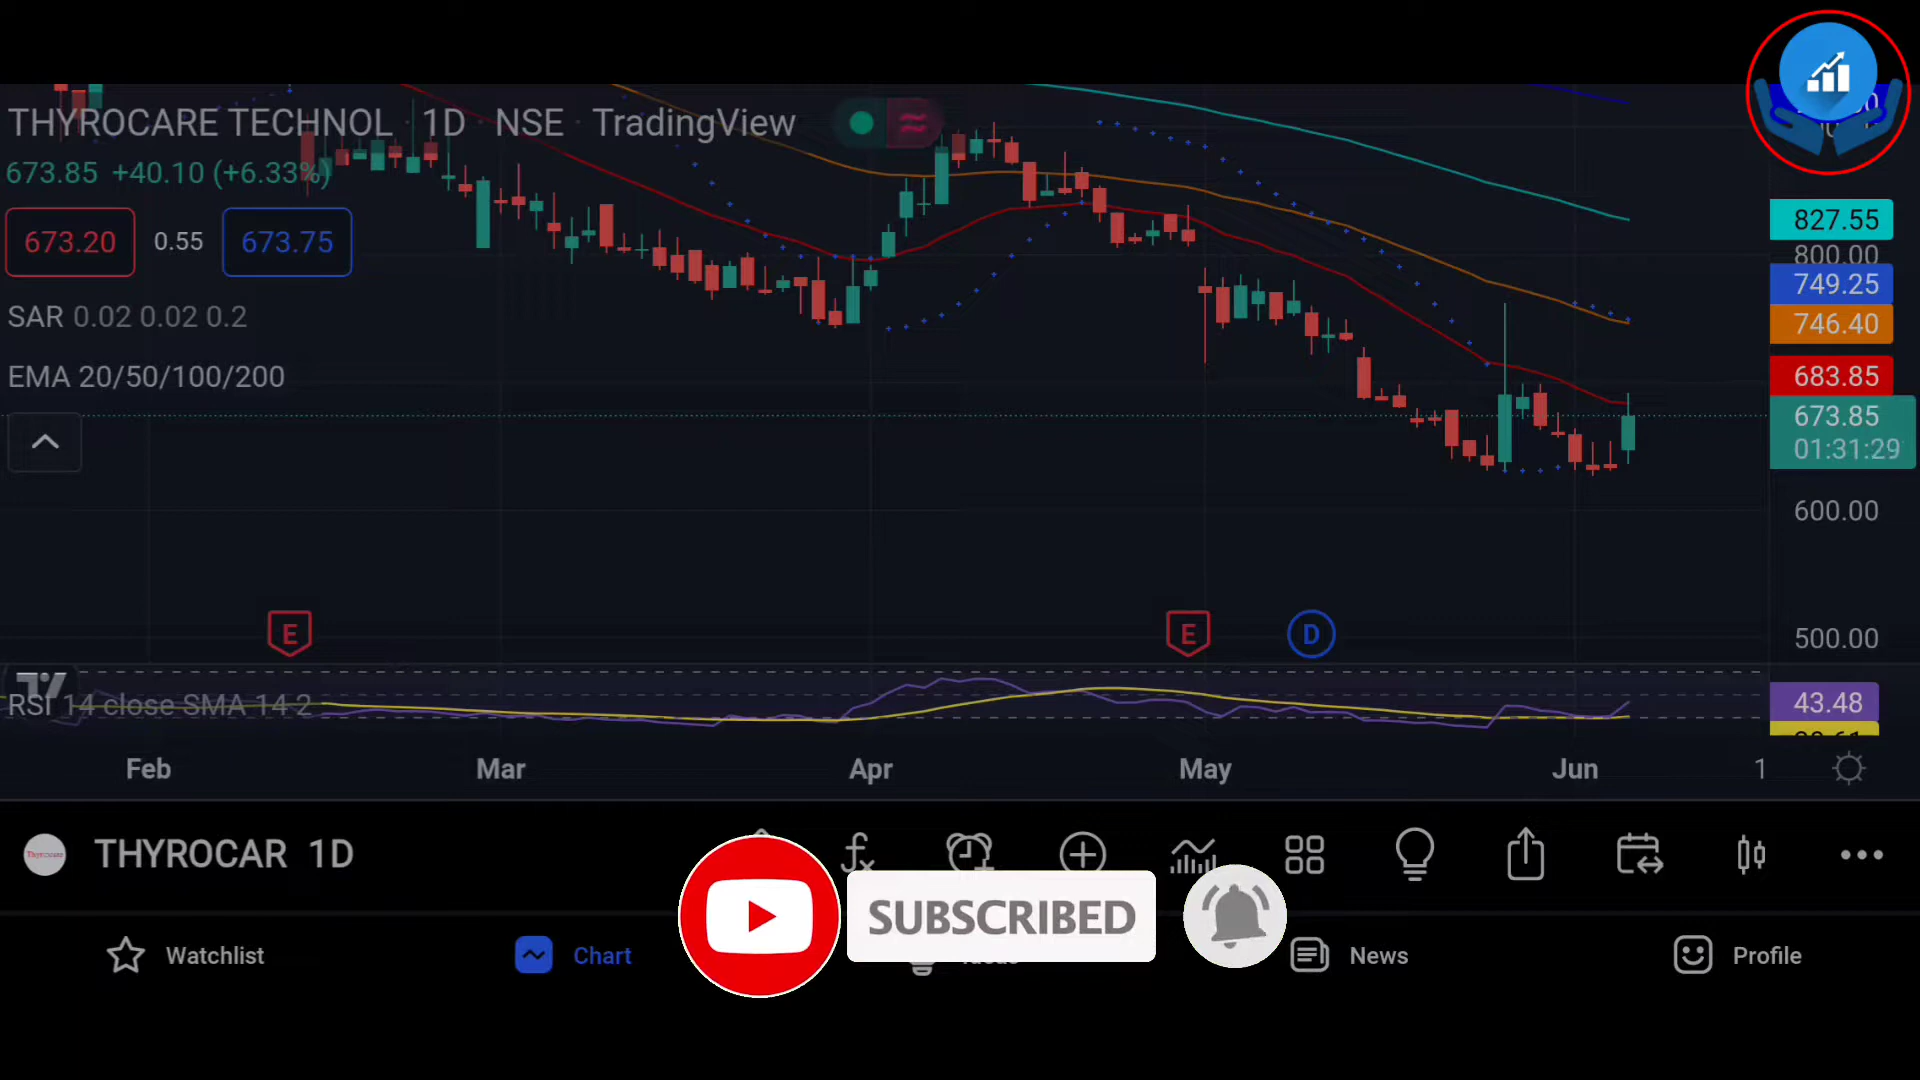 THYROCARE TECHNOL · 1D · NSE · TradingView
673.85 +40.10 (+6.33%)
673.20 0.55 673.75
SAR 0.02 0.02 0.2
EMA 20/50/100/200
827.55
800.00
749.25
746.40
683.85
673.85
01:31:29
600.00
500.00
E E D
RSI 14 close SMA 14 2
43.48
Feb Mar Apr May Jun 1
Thyrocare THYROCAR 1D
SUBSCRIBED
Watchlist Chart News Profile